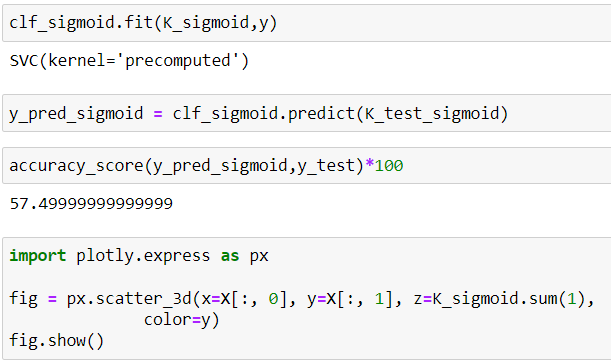 clf_sigmoid.fit(K_sigmoid,y)
SVC(kernel='precomputed')
y_pred_sigmoid = clf_sigmoid.predict(K_test_sigmoid)
accuracy_score(y_pred_sigmoid,y_test)*100
57.49999999999999
import plotly.express as px
fig = px.scatter_3d(x=X[:, 0], y=X[:, 1], z=K_sigmoid.sum(1),
color=y)
fig.show()